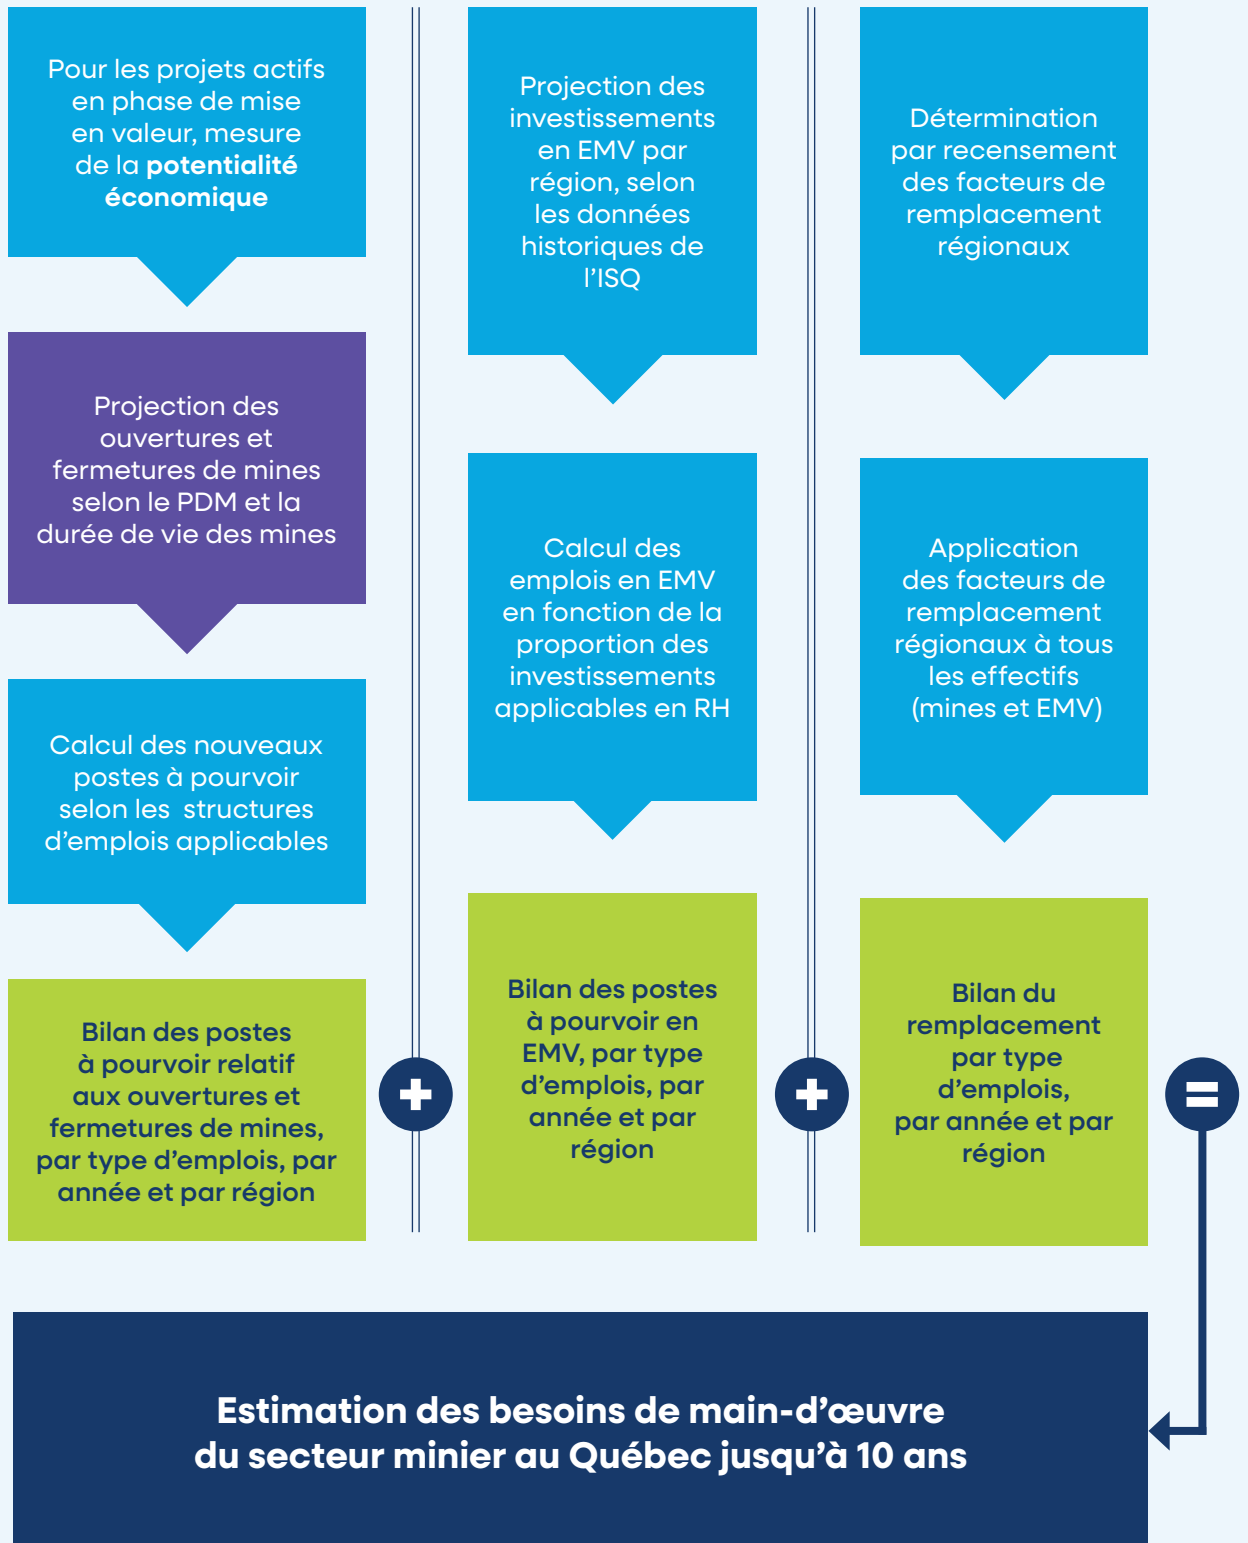 Pour les projets actifs
en phase de mise
en valeur, mesure
de la potentialité
économique
Projection des
ouvertures et
fermetures de mines
selon le PDM et la
durée de vie des mines
Calcul des nouveaux
postes à pourvoir
selon les structures
d’emplois applicables
Bilan des postes
à pourvoir relatif
aux ouvertures et
fermetures de mines,
par type d’emplois, par
année et par région
+
Projection des
investissements
en EMV par
région, selon
les données
historiques de
l’ISQ
Calcul des
emplois en EMV
en fonction de la
proportion des
investissements
applicables en RH
Bilan des postes
à pourvoir en
EMV, par type
d’emplois, par
année et par
région
+
Détermination
par recensement
des facteurs de
remplacement
régionaux
Application
des facteurs de
remplacement
régionaux à tous
les effectifs
(mines et EMV)
Bilan du
remplacement
par type
d’emplois,
par année et par
région
=
Estimation des besoins de main-d’œuvre
du secteur minier au Québec jusqu’à 10 ans